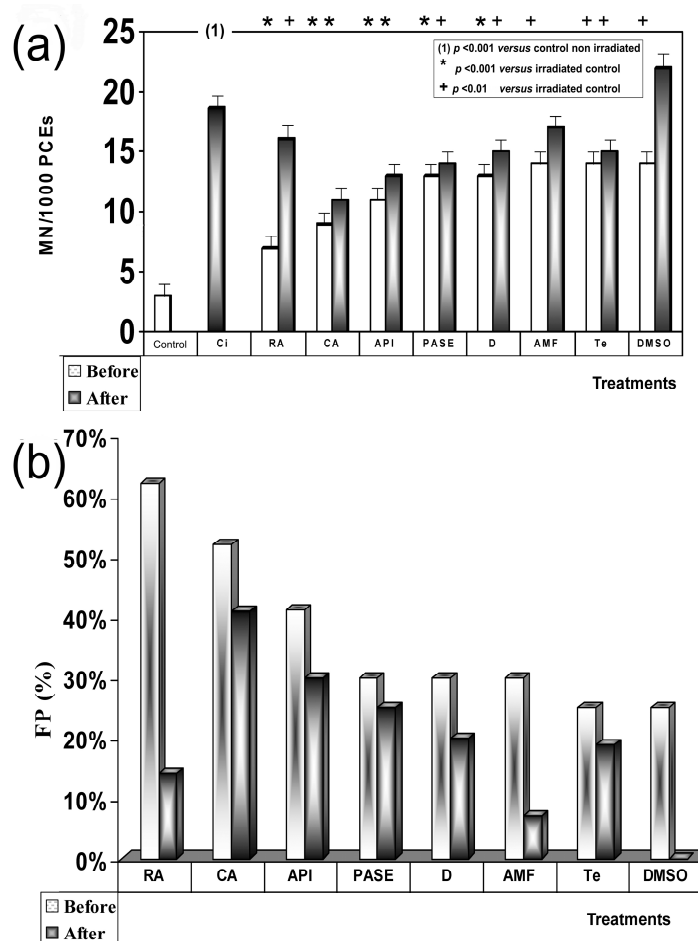 (a)
25
20
15
10
5
0
MN/1000 PCEs
(1)
* +
* *
* *
* +
* +
+
+ +
+
(1) p <0.001 versus control non irradiated
* p <0.001 versus irradiated control
+ p <0.01 versus irradiated control
Control Ci RA CA API PASE D AMF Te DMSO
Before
After
Treatments
(b)
70%
60%
50%
40%
30%
20%
10%
0%
FP (%)
RA CA API PASE D AMF Te DMSO
Before
After
Treatments